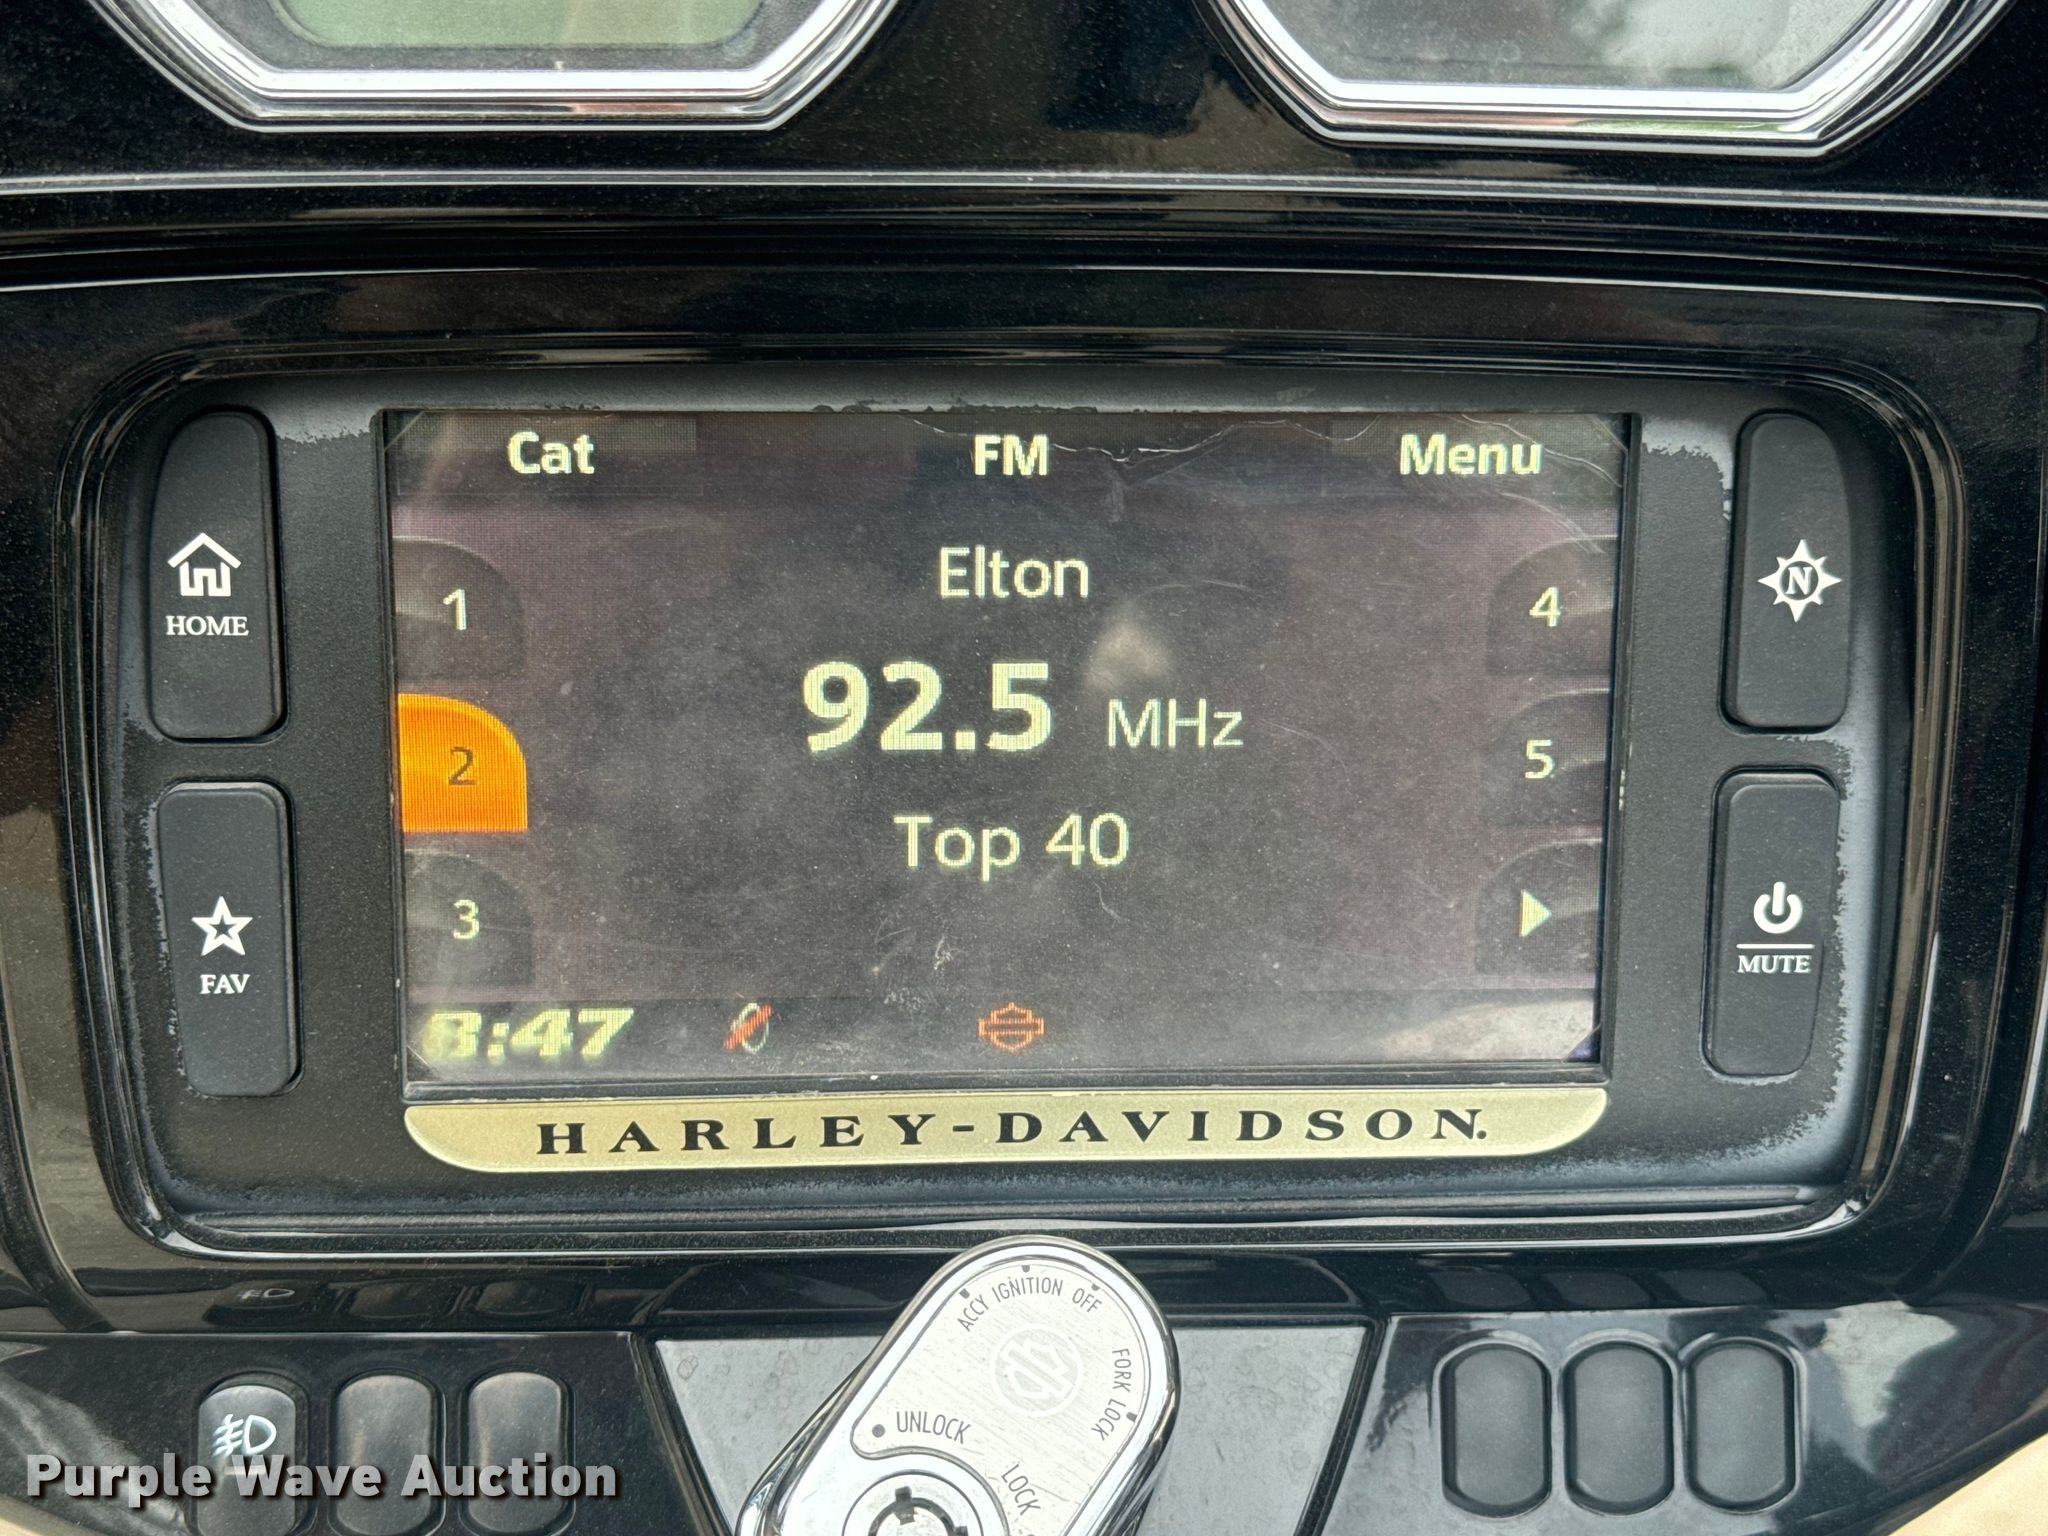 Cat FM Menu
Elton
1 4
HOME N
92.5 MHz
2 5
Top 40
3
FAV MUTE
8:47
HARLEY-DAVIDSON.
ACCY IGNITION OFF
FORK LOCK
UNLOCK
LOCK
Purple Wave Auction